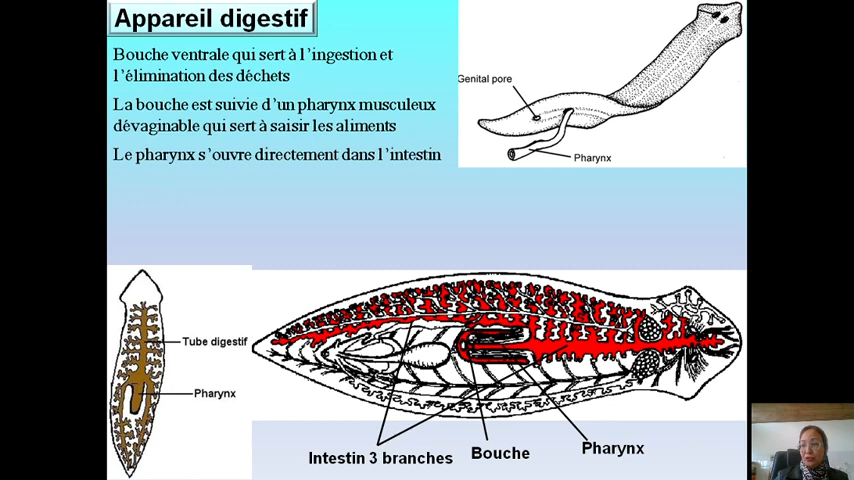 Appareil digestif
Bouche ventrale qui sert à l'ingestion et
l'élimination des déchets
La bouche est suivie d'un pharynx musculeux
dévaginable qui sert à saisir les aliments
Le pharynx s'ouvre directement dans l'intestin
Genital pore
Pharynx
Tube digestif
Pharynx
Intestin 3 branches
Bouche
Pharynx